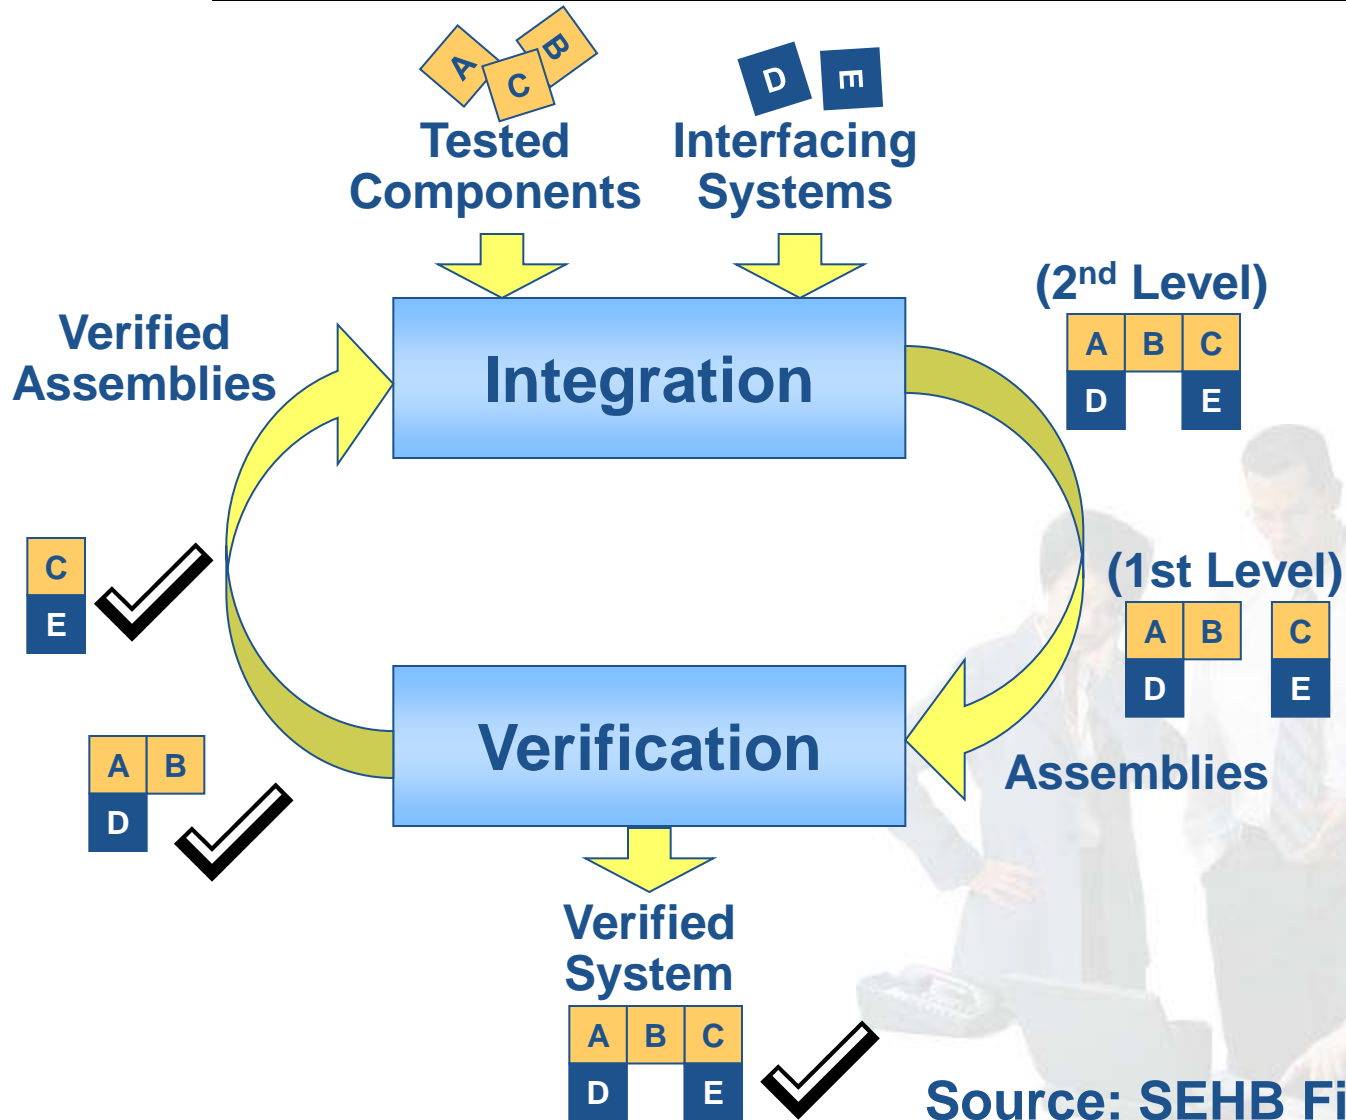 A
B
C
D
E
Tested
Components
Interfacing
Systems
(2nd Level)
A B C
D E
Verified
Assemblies
Integration
C
E
(1st Level)
A B C
D E
Verification
Assemblies
A B
D
Verified
System
A B C
D E
Source: SEHB Fi